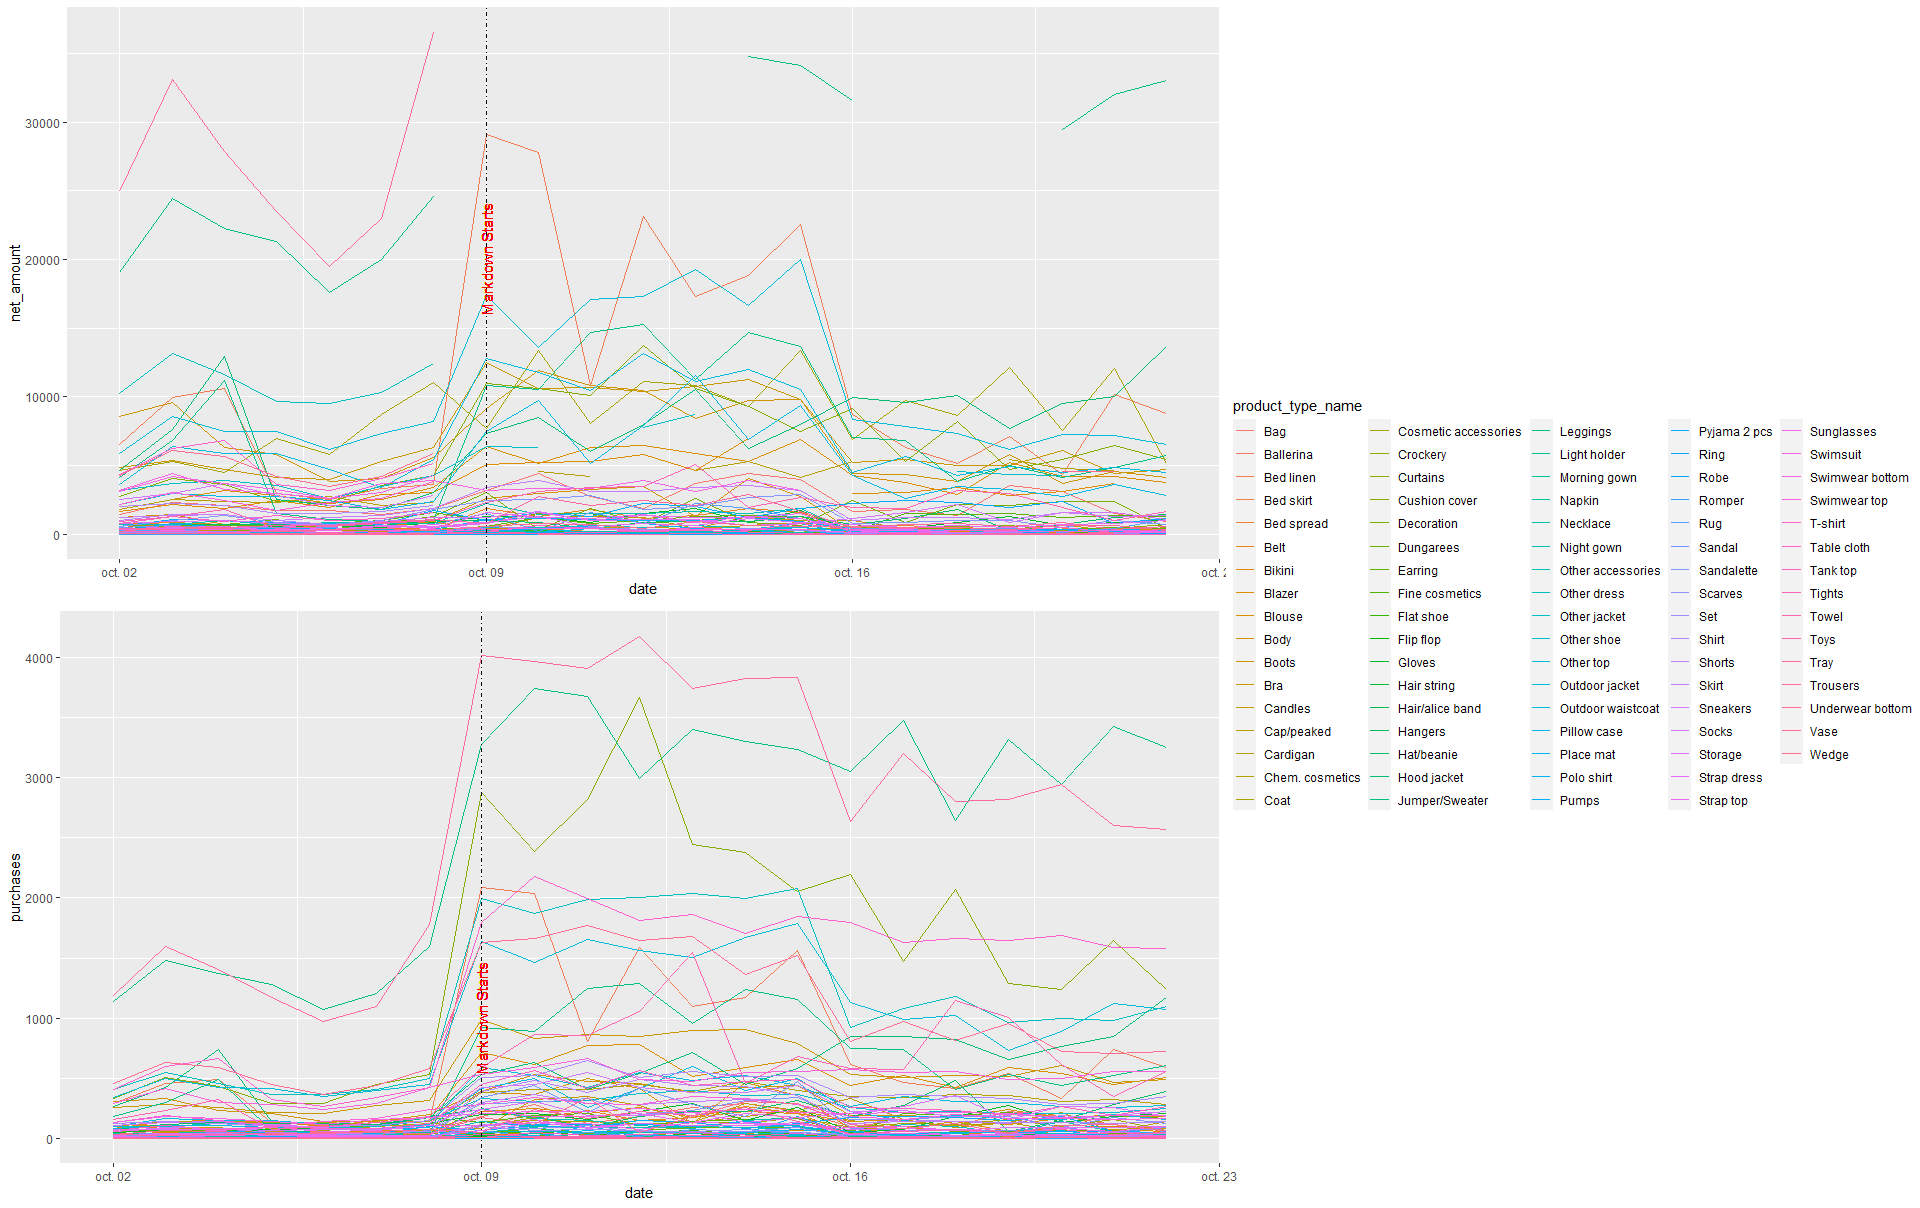 30000
20000
10000
0
net_amount
Markdown Starts
oct. 02
oct. 09
oct. 16
oct. 2
date
4000
3000
2000
1000
0
purchases
Markdown Starts
oct. 02
oct. 09
oct. 16
oct. 23
date
product_type_name
Bag
Ballerina
Bed linen
Bed skirt
Bed spread
Belt
Bikini
Blazer
Blouse
Body
Boots
Bra
Candles
Cap/peaked
Cardigan
Chem. cosmetics
Coat
Cosmetic accessories
Crockery
Curtains
Cushion cover
Decoration
Dungarees
Earring
Fine cosmetics
Flat shoe
Flip flop
Gloves
Hair string
Hair/alice band
Hangers
Hat/beanie
Hood jacket
Jumper/Sweater
Leggings
Light holder
Morning gown
Napkin
Necklace
Night gown
Other accessories
Other dress
Other jacket
Other shoe
Other top
Outdoor jacket
Outdoor waistcoat
Pillow case
Place mat
Polo shirt
Pumps
Pyjama 2 pcs
Ring
Robe
Romper
Rug
Sandal
Sandalette
Scarves
Set
Shirt
Shorts
Skirt
Sneakers
Socks
Storage
Strap dress
Strap top
Sunglasses
Swimsuit
Swimwear bottom
Swimwear top
T-shirt
Table cloth
Tank top
Tights
Towel
Toys
Tray
Trousers
Underwear bottom
Vase
Wedge